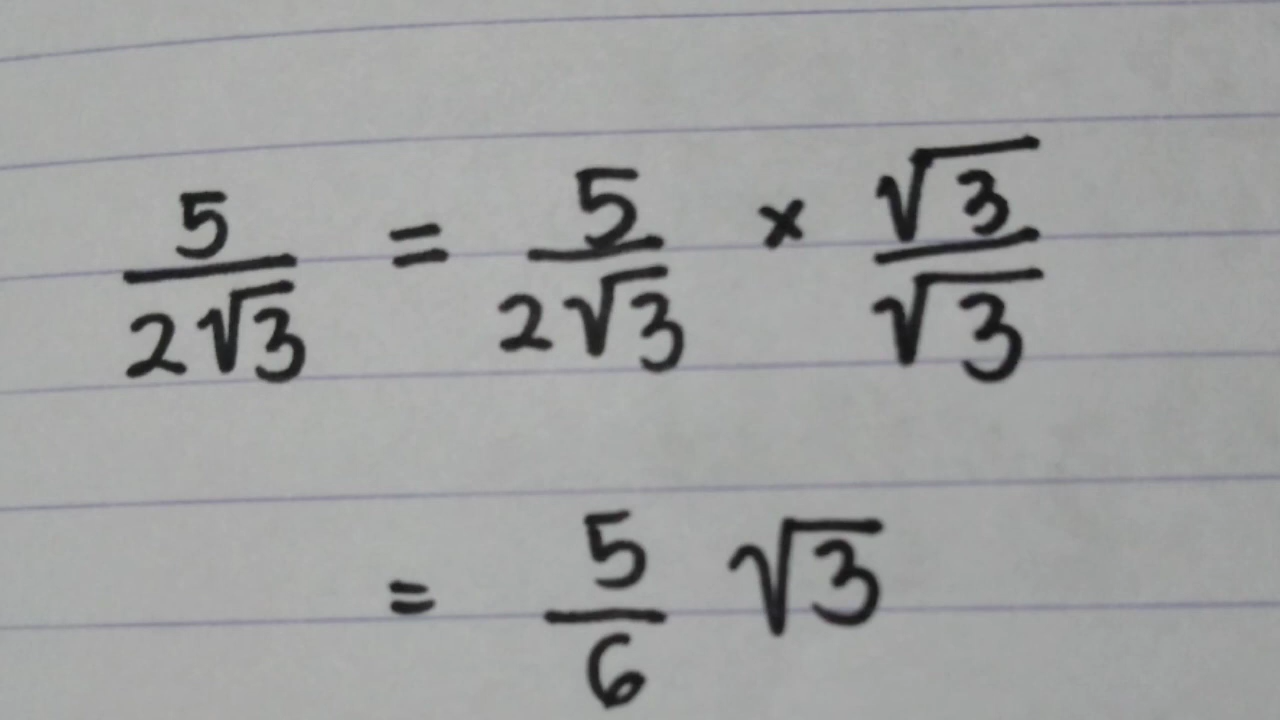 5/(2√3) = 5/(2√3) × √3/√3
= 5/6 √3